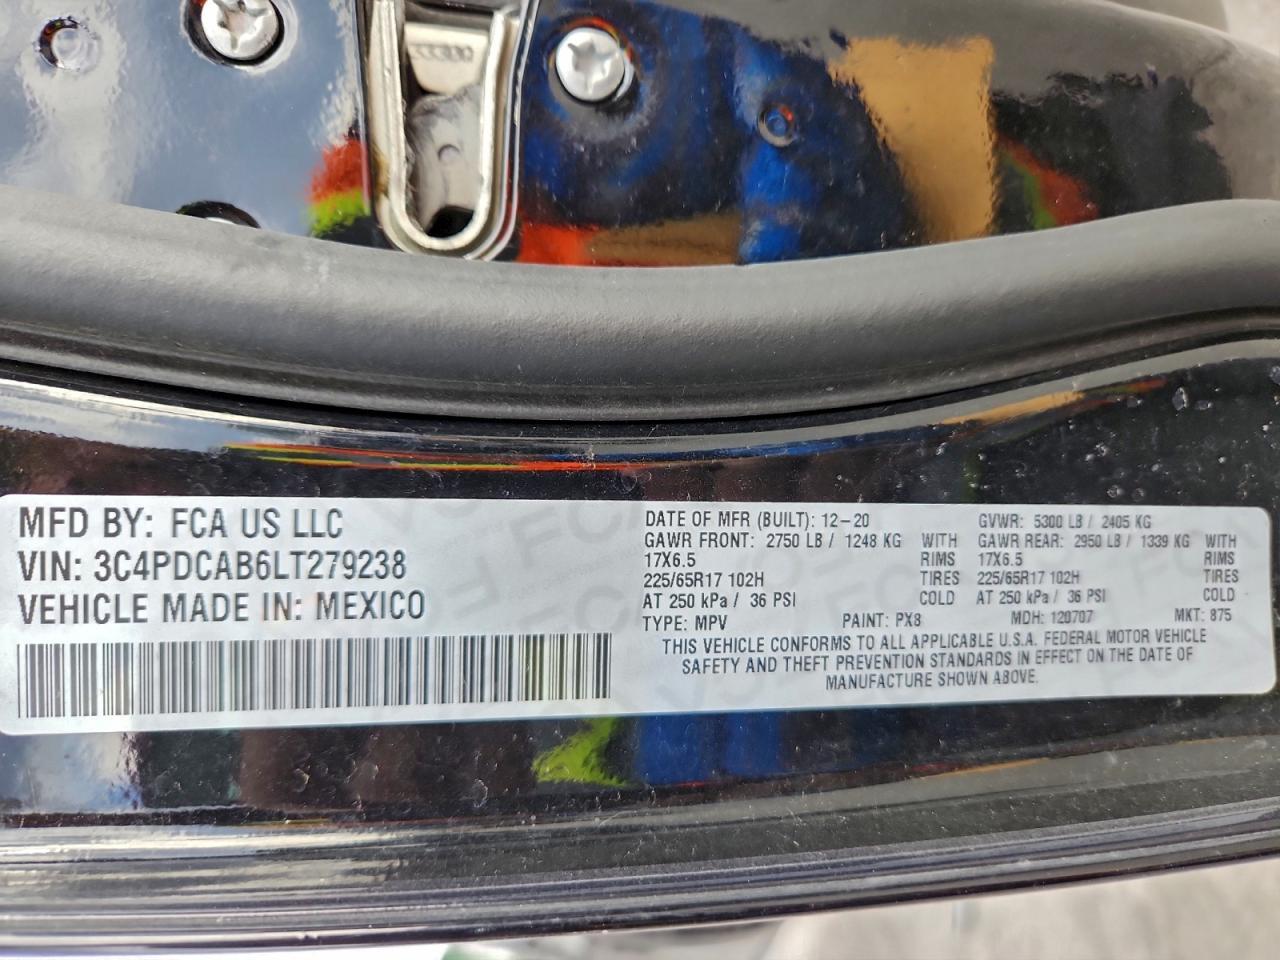 MFD BY: FCA US LLC
VIN: 3C4PDCAB6LT279238
VEHICLE MADE IN: MEXICO
DATE OF MFR (BUILT): 12-20 GVWR: 5300 LB / 2405 KG
GAWR FRONT: 2750 LB / 1248 KG WITH GAWR REAR: 2950 LB / 1339 KG WITH
17X6.5 RIMS 17X6.5 RIMS
225/65R17 102H TIRES 225/65R17 102H TIRES
AT 250 kPa / 36 PSI COLD AT 250 kPa / 36 PSI COLD
TYPE: MPV PAINT: PX8 MDH: 120707 MKT: 875
THIS VEHICLE CONFORMS TO ALL APPLICABLE U.S.A. FEDERAL MOTOR VEHICLE
SAFETY AND THEFT PREVENTION STANDARDS IN EFFECT ON THE DATE OF
MANUFACTURE SHOWN ABOVE.